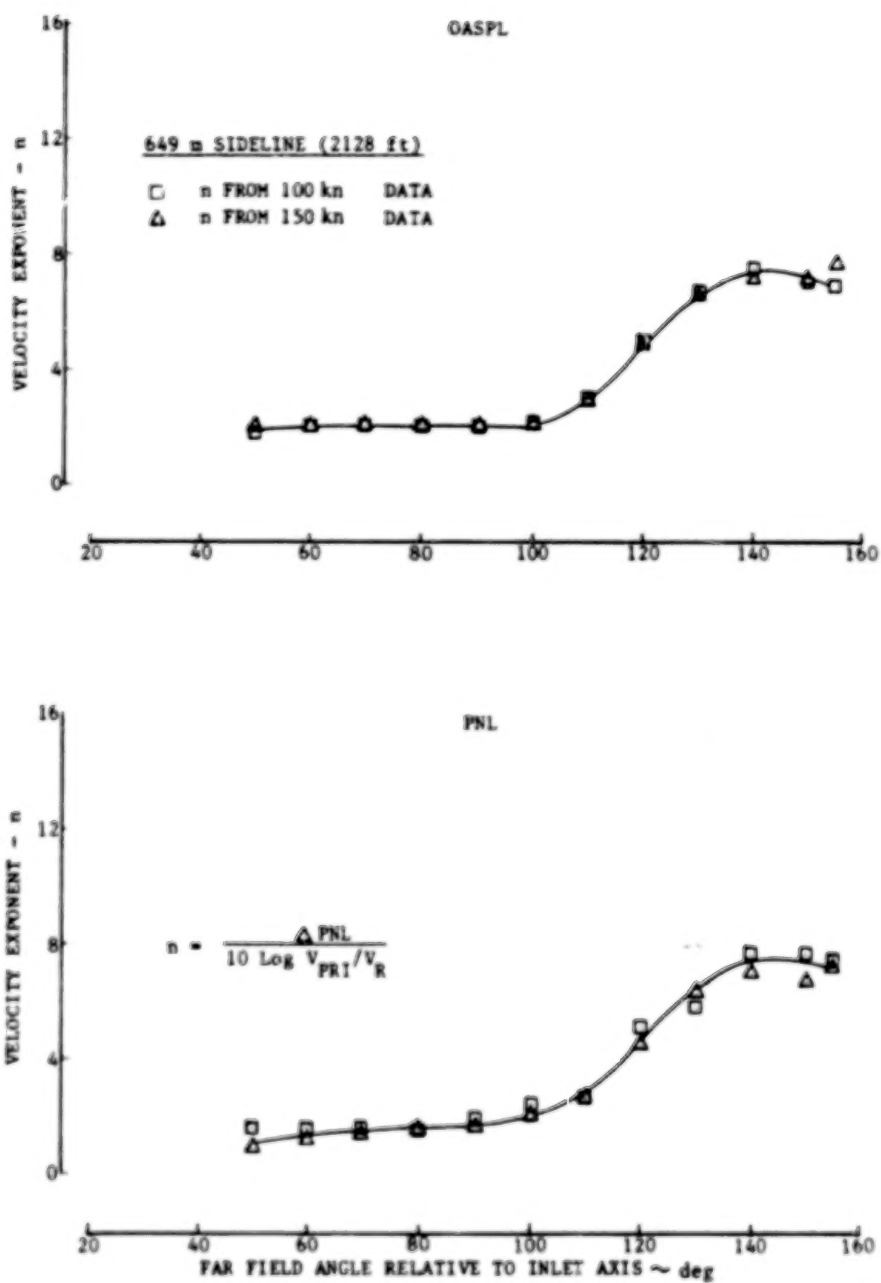 OASPL
16
12
8
4
0
VELOCITY EXPONENT - n
649 m SIDELINE (2128 ft)
□ n FROM 100 kn DATA
△ n FROM 150 kn DATA
20 40 60 80 100 120 140 160
PNL
16
12
8
4
0
VELOCITY EXPONENT - n
n = △ PNL
10 Log V_PRI/V_R
20 40 60 80 100 120 140 160
FAR FIELD ANGLE RELATIVE TO INLET AXIS ~ deg